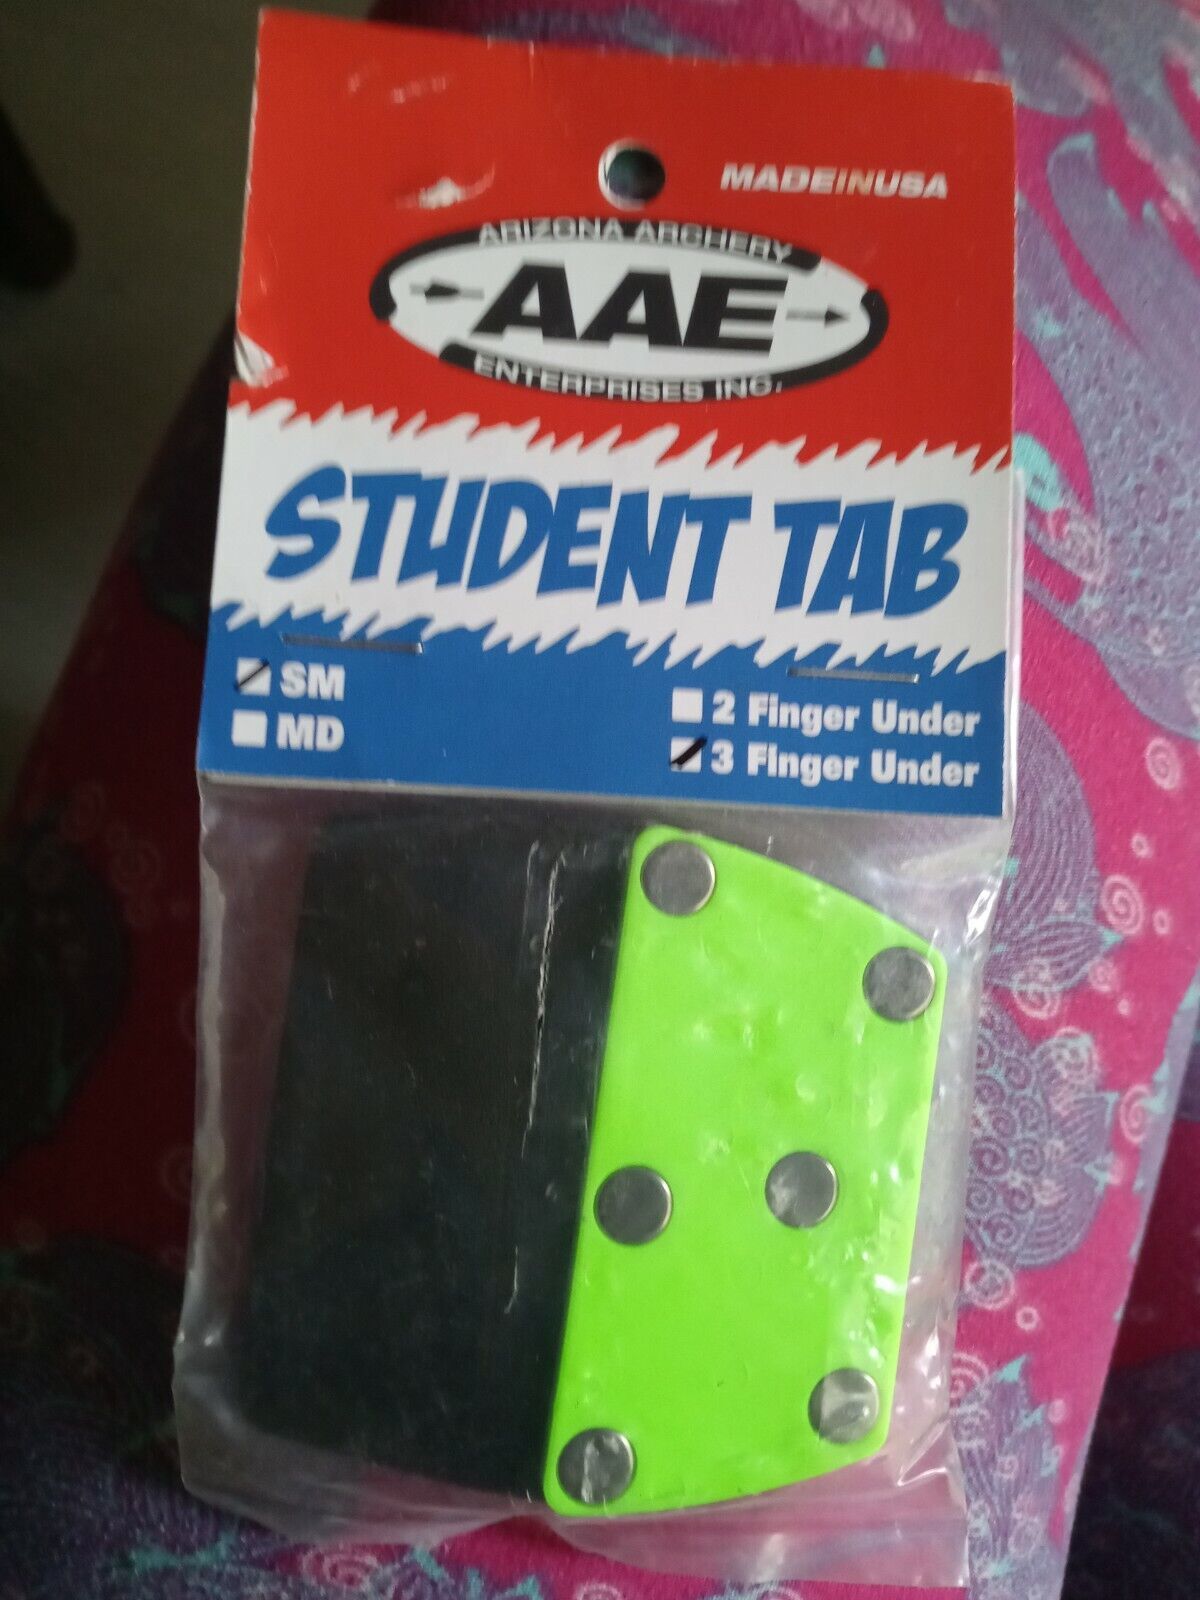 MADEINUSA
ARIZONA ARCHERY
AAE
ENTERPRISES INC.
STUDENT TAB
SM
MD
2 Finger Under
3 Finger Under